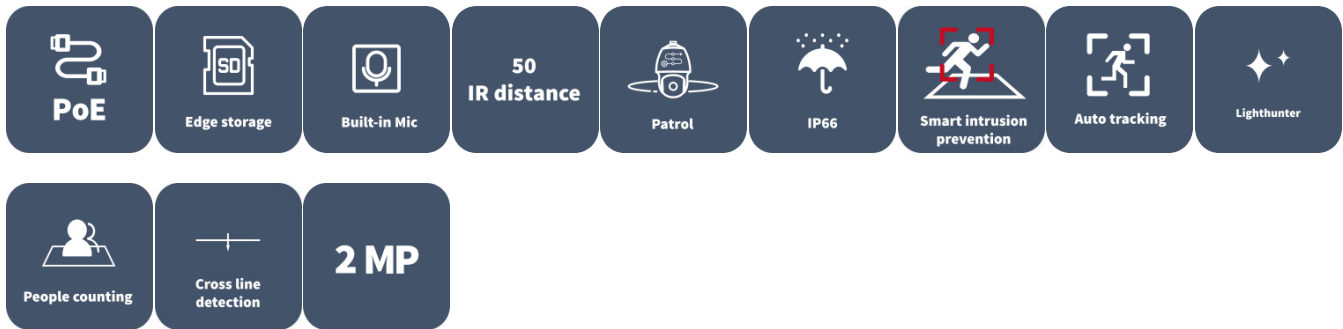 PoE
SD
Edge storage
Built-in Mic
50
IR distance
Patrol
IP66
Smart intrusion
prevention
Auto tracking
Lighthunter
People counting
Cross line
detection
2 MP